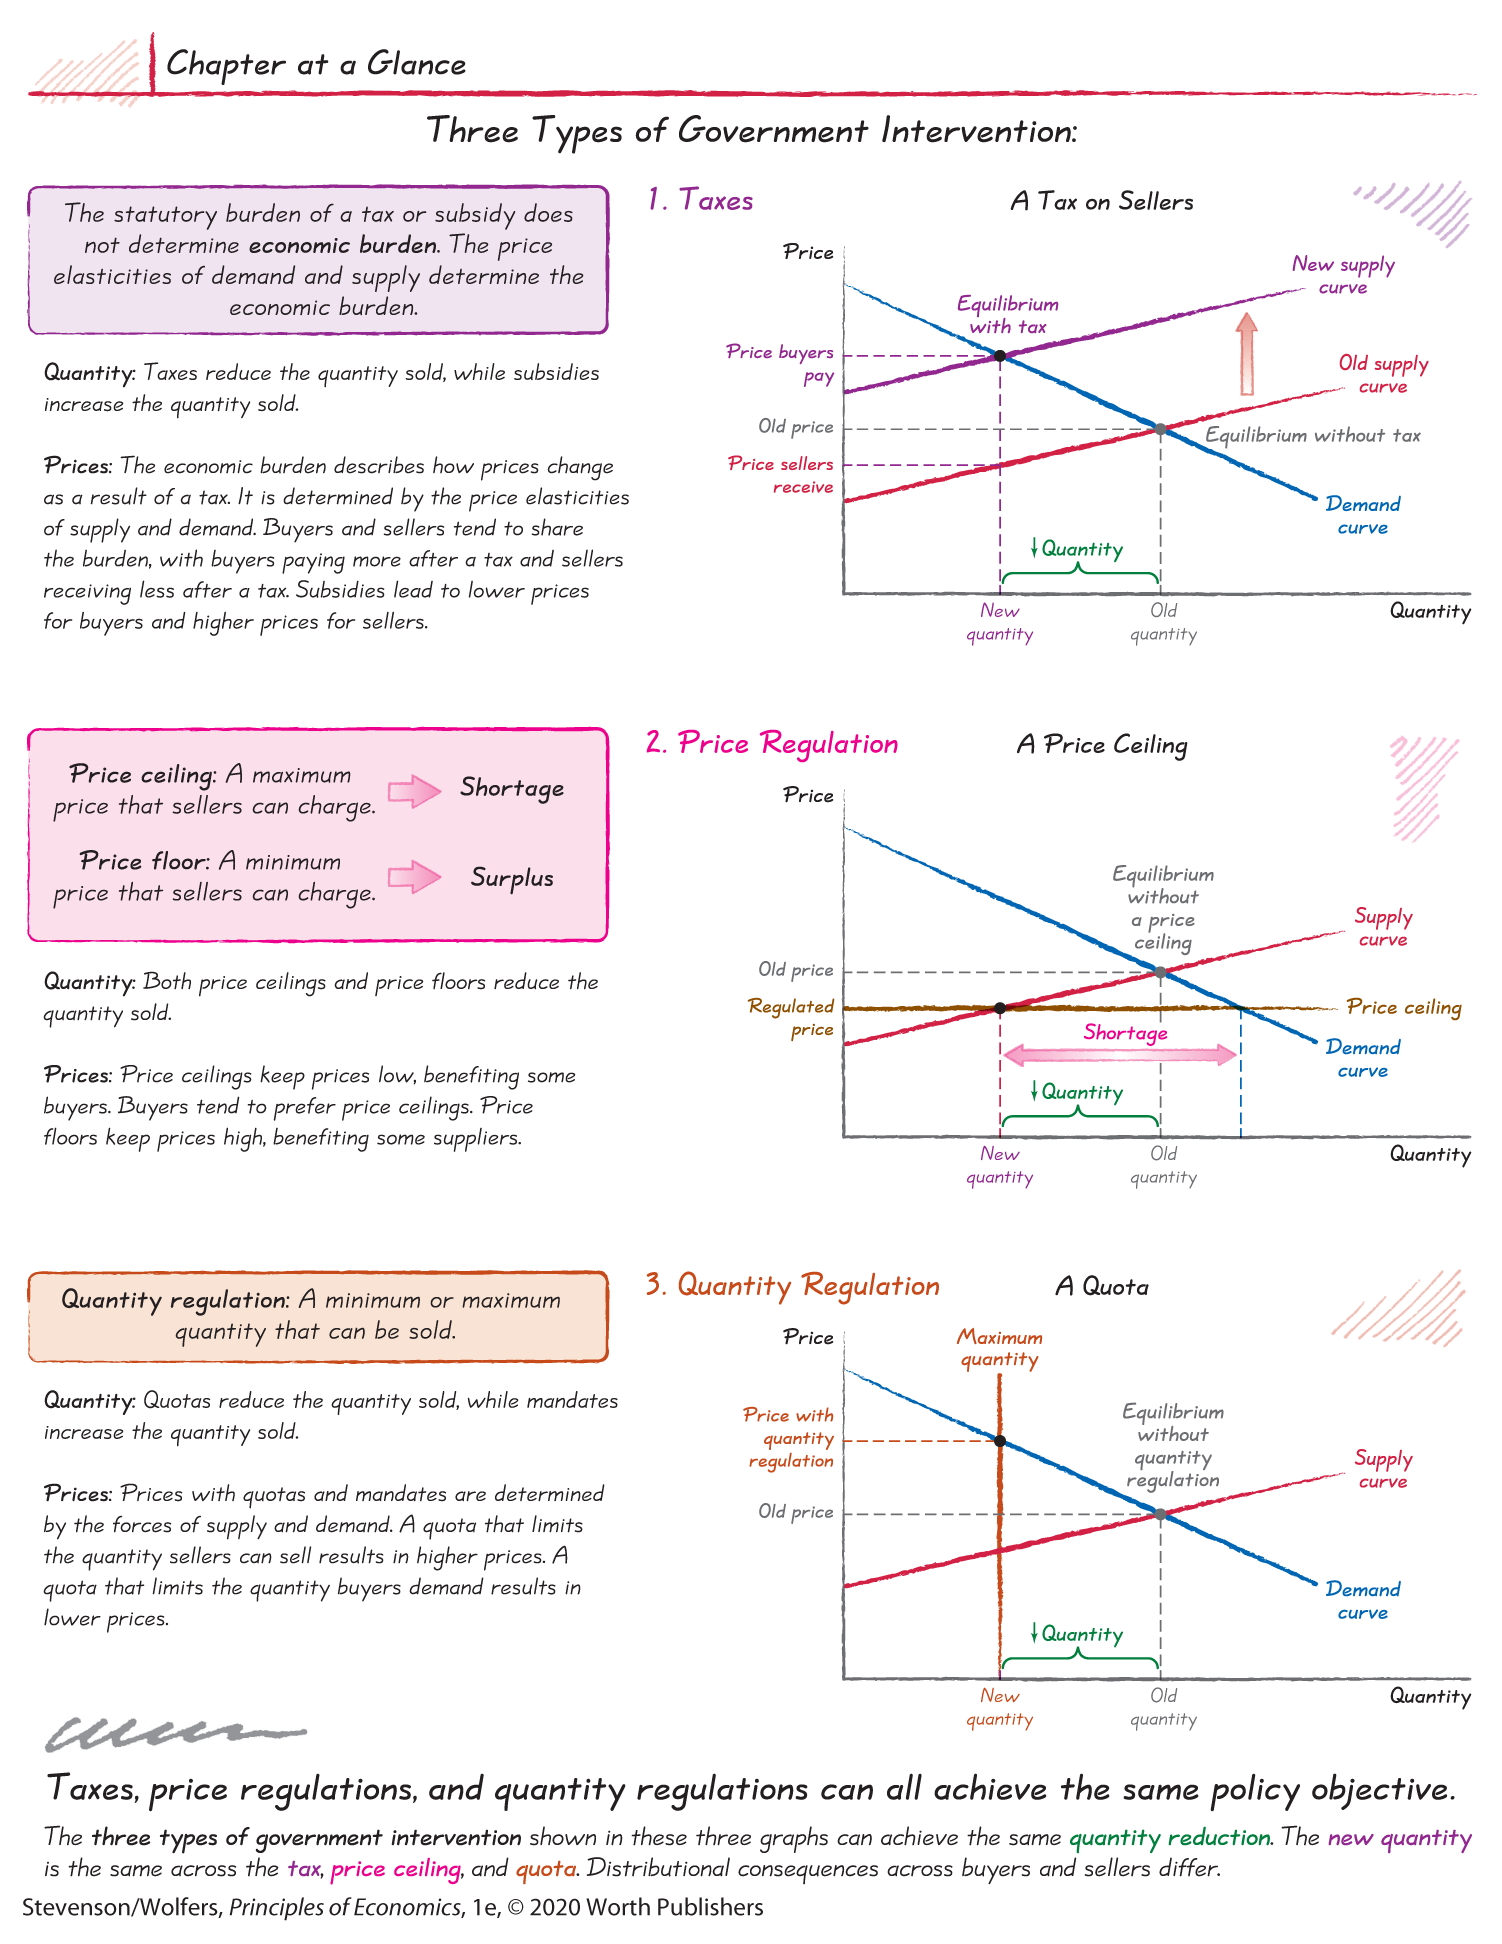 Chapter at a Glance
Three Types of Government Intervention:
The statutory burden of a tax or subsidy does
not determine economic burden. The price
elasticities of demand and supply determine the
economic burden.
Quantity: Taxes reduce the quantity sold, while subsidies
increase the quantity sold.
Prices: The economic burden describes how prices change
as a result of a tax. It is determined by the price elasticities
of supply and demand. Buyers and sellers tend to share
the burden, with buyers paying more after a tax and sellers
receiving less after a tax. Subsidies lead to lower prices
for buyers and higher prices for sellers.
1. Taxes
A Tax on Sellers
Price
New supply
curve
Equilibrium
with tax
Price buyers
pay
Old supply
curve
Old price
Equilibrium without tax
Price sellers
receive
Demand
curve
↓ Quantity
New
quantity
Old
quantity
Quantity
Price ceiling: A maximum
price that sellers can charge.
Shortage
Price floor: A minimum
price that sellers can charge.
Surplus
Quantity: Both price ceilings and price floors reduce the
quantity sold.
Prices: Price ceilings keep prices low, benefiting some
buyers. Buyers tend to prefer price ceilings. Price
floors keep prices high, benefiting some suppliers.
2. Price Regulation
A Price Ceiling
Price
Equilibrium
without
a price
ceiling
Supply
curve
Old price
Regulated
price
Price ceiling
Shortage
Demand
curve
↓ Quantity
New
quantity
Old
quantity
Quantity
Quantity regulation: A minimum or maximum
quantity that can be sold.
Quantity: Quotas reduce the quantity sold, while mandates
increase the quantity sold.
Prices: Prices with quotas and mandates are determined
by the forces of supply and demand. A quota that limits
the quantity sellers can sell results in higher prices. A
quota that limits the quantity buyers demand results in
lower prices.
3. Quantity Regulation
A Quota
Price
Maximum
quantity
Price with
quantity
regulation
Equilibrium
without
quantity
regulation
Supply
curve
Old price
Demand
curve
↓ Quantity
New
quantity
Old
quantity
Quantity
Taxes, price regulations, and quantity regulations can all achieve the same policy objective.
The three types of government intervention shown in these three graphs can achieve the same quantity reduction. The new quantity
is the same across the tax, price ceiling, and quota. Distributional consequences across buyers and sellers differ.
Stevenson/Wolfers, Principles of Economics, 1e, © 2020 Worth Publishers